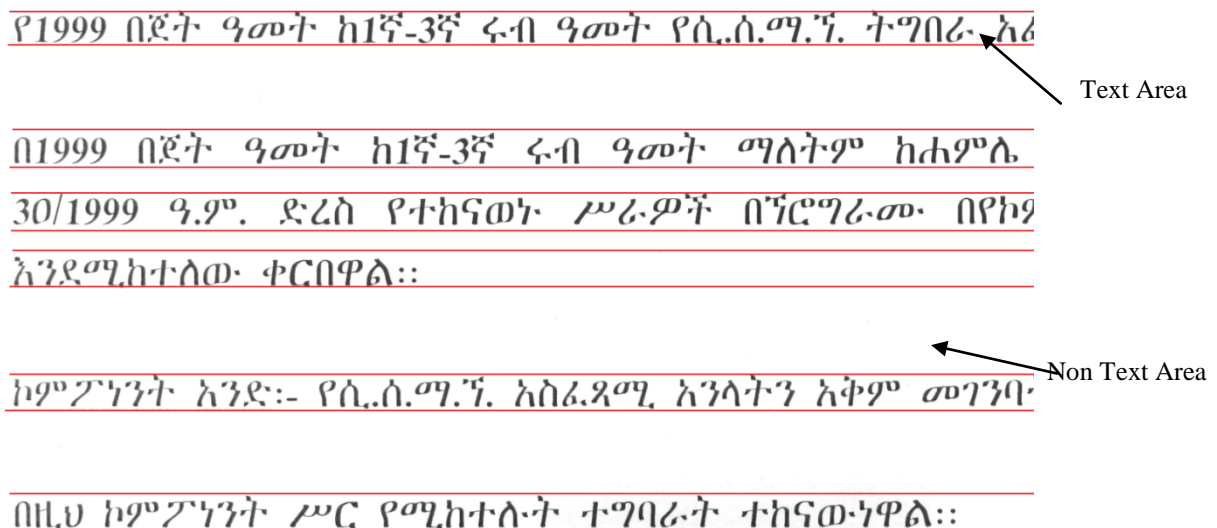 የ1999 በጀት ዓመት ከ1ኛ-3ኛ ሩብ ዓመት የሲ.ሰ.ማ.ኘ. ትግበራ
Text Area
በ1999 በጀት ዓመት ከ1ኛ-3ኛ ሩብ ዓመት ማለትም ከሐምሌ
30/1999 ዓ.ም. ድረስ የተከናወኑ ሥራዎች በኘሮግራሙ
እንደሚከተለው ቀርበዋል፡፡
Non Text Area
ኮምፖነንት አንድ፡- የሲ.ሰ.ማ.ኘ. አስፈጻሚ አንላትን አቅም
በዚህ ኮምፖነንት ሥር የሚከተሉት ተግባራት ተከናውነዋል፡፡